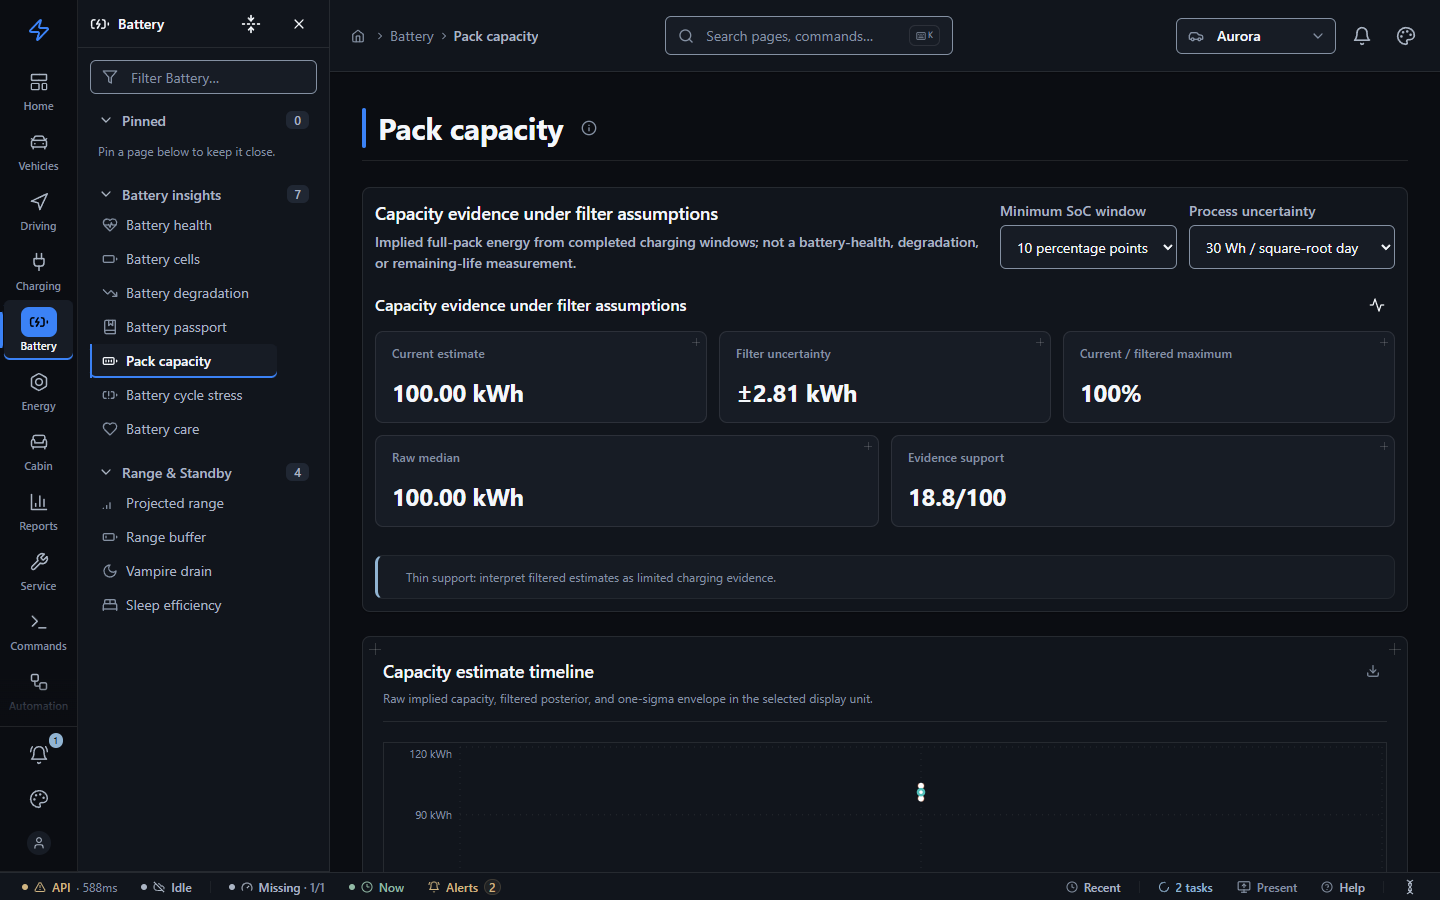 Battery
Home
Vehicles
Driving
Charging
Battery
Energy
Cabin
Reports
Service
Commands
Automation
1
Filter Battery...
Pinned
0
Pin a page below to keep it close.
Battery insights
7
Battery health
Battery cells
Battery degradation
Battery passport
Pack capacity
Battery cycle stress
Battery care
Range & Standby
4
Projected range
Range buffer
Vampire drain
Sleep efficiency
Battery
Pack capacity
Search pages, commands...
K
Aurora
Pack capacity
Capacity evidence under filter assumptions
Implied full-pack energy from completed charging windows; not a battery-health, degradation,
or remaining-life measurement.
Minimum SoC window
10 percentage points
Process uncertainty
30 Wh / square-root day
Capacity evidence under filter assumptions
Current estimate
100.00 kWh
Filter uncertainty
±2.81 kWh
Current / filtered maximum
100%
Raw median
100.00 kWh
Evidence support
18.8/100
Thin support: interpret filtered estimates as limited charging evidence.
Capacity estimate timeline
Raw implied capacity, filtered posterior, and one-sigma envelope in the selected display unit.
120 kWh
90 kWh
API · 588ms
Idle
Missing · 1/1
Now
Alerts 2
Recent
2 tasks
Present
Help